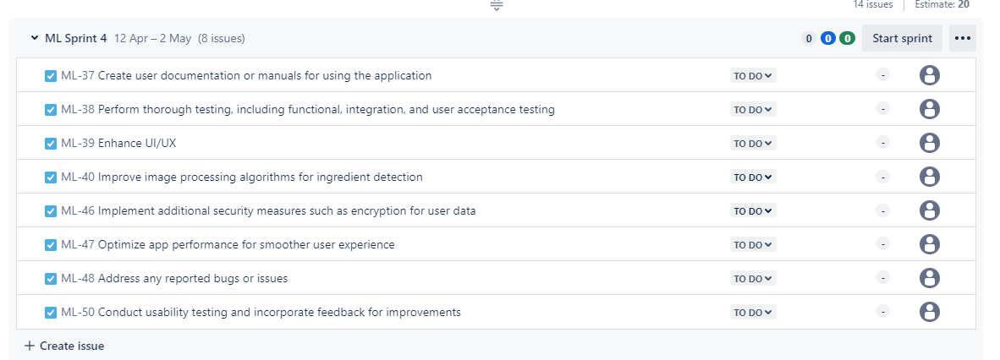 14 issues Estimate: 20
ML Sprint 4 12 Apr – 2 May (8 issues) 0 0 0 Start sprint
ML-37 Create user documentation or manuals for using the application TO DO -
ML-38 Perform thorough testing, including functional, integration, and user acceptance testing TO DO -
ML-39 Enhance UI/UX TO DO -
ML-40 Improve image processing algorithms for ingredient detection TO DO -
ML-46 Implement additional security measures such as encryption for user data TO DO -
ML-47 Optimize app performance for smoother user experience TO DO -
ML-48 Address any reported bugs or issues TO DO -
ML-50 Conduct usability testing and incorporate feedback for improvements TO DO -
+ Create issue